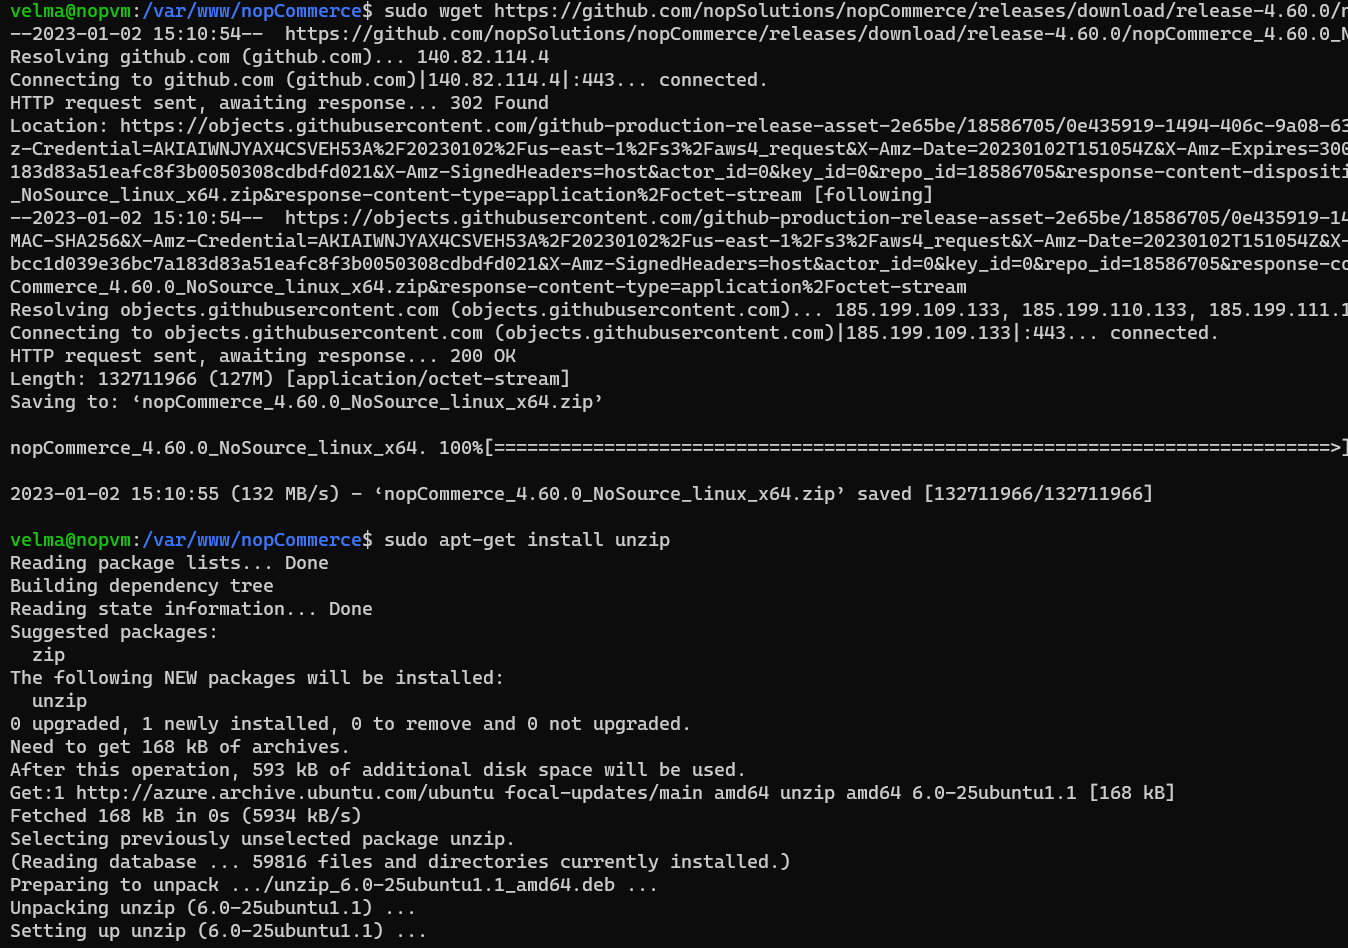 velma@nopvm:/var/www/nopCommerce$ sudo wget https://github.com/nopSolutions/nopCommerce/releases/download/release-4.60.0/n
--2023-01-02 15:10:54--  https://github.com/nopSolutions/nopCommerce/releases/download/release-4.60.0/nopCommerce_4.60.0_N
Resolving github.com (github.com)... 140.82.114.4
Connecting to github.com (github.com)|140.82.114.4|:443... connected.
HTTP request sent, awaiting response... 302 Found
Location: https://objects.githubusercontent.com/github-production-release-asset-2e65be/18586705/0e435919-1494-406c-9a08-63
z-Credential=AKIAIWNJYAX4CSVEH53A%2F20230102%2Fus-east-1%2Fs3%2Faws4_request&X-Amz-Date=20230102T151054Z&X-Amz-Expires=300
183d83a51eafc8f3b0050308cdbdfd021&X-Amz-SignedHeaders=host&actor_id=0&key_id=0&repo_id=18586705&response-content-dispositi
_NoSource_linux_x64.zip&response-content-type=application%2Foctet-stream [following]
--2023-01-02 15:10:54--  https://objects.githubusercontent.com/github-production-release-asset-2e65be/18586705/0e435919-14
MAC-SHA256&X-Amz-Credential=AKIAIWNJYAX4CSVEH53A%2F20230102%2Fus-east-1%2Fs3%2Faws4_request&X-Amz-Date=20230102T151054Z&X-
bcc1d039e36bc7a183d83a51eafc8f3b0050308cdbdfd021&X-Amz-SignedHeaders=host&actor_id=0&key_id=0&repo_id=18586705&response-co
Commerce_4.60.0_NoSource_linux_x64.zip&response-content-type=application%2Foctet-stream
Resolving objects.githubusercontent.com (objects.githubusercontent.com)... 185.199.109.133, 185.199.110.133, 185.199.111.1
Connecting to objects.githubusercontent.com (objects.githubusercontent.com)|185.199.109.133|:443... connected.
HTTP request sent, awaiting response... 200 OK
Length: 132711966 (127M) [application/octet-stream]
Saving to: ‘nopCommerce_4.60.0_NoSource_linux_x64.zip’
nopCommerce_4.60.0_NoSource_linux_x64. 100%[============================================================================>]
2023-01-02 15:10:55 (132 MB/s) - ‘nopCommerce_4.60.0_NoSource_linux_x64.zip’ saved [132711966/132711966]
velma@nopvm:/var/www/nopCommerce$ sudo apt-get install unzip
Reading package lists... Done
Building dependency tree
Reading state information... Done
Suggested packages:
  zip
The following NEW packages will be installed:
  unzip
0 upgraded, 1 newly installed, 0 to remove and 0 not upgraded.
Need to get 168 kB of archives.
After this operation, 593 kB of additional disk space will be used.
Get:1 http://azure.archive.ubuntu.com/ubuntu focal-updates/main amd64 unzip amd64 6.0-25ubuntu1.1 [168 kB]
Fetched 168 kB in 0s (5934 kB/s)
Selecting previously unselected package unzip.
(Reading database ... 59816 files and directories currently installed.)
Preparing to unpack .../unzip_6.0-25ubuntu1.1_amd64.deb ...
Unpacking unzip (6.0-25ubuntu1.1) ...
Setting up unzip (6.0-25ubuntu1.1) ...